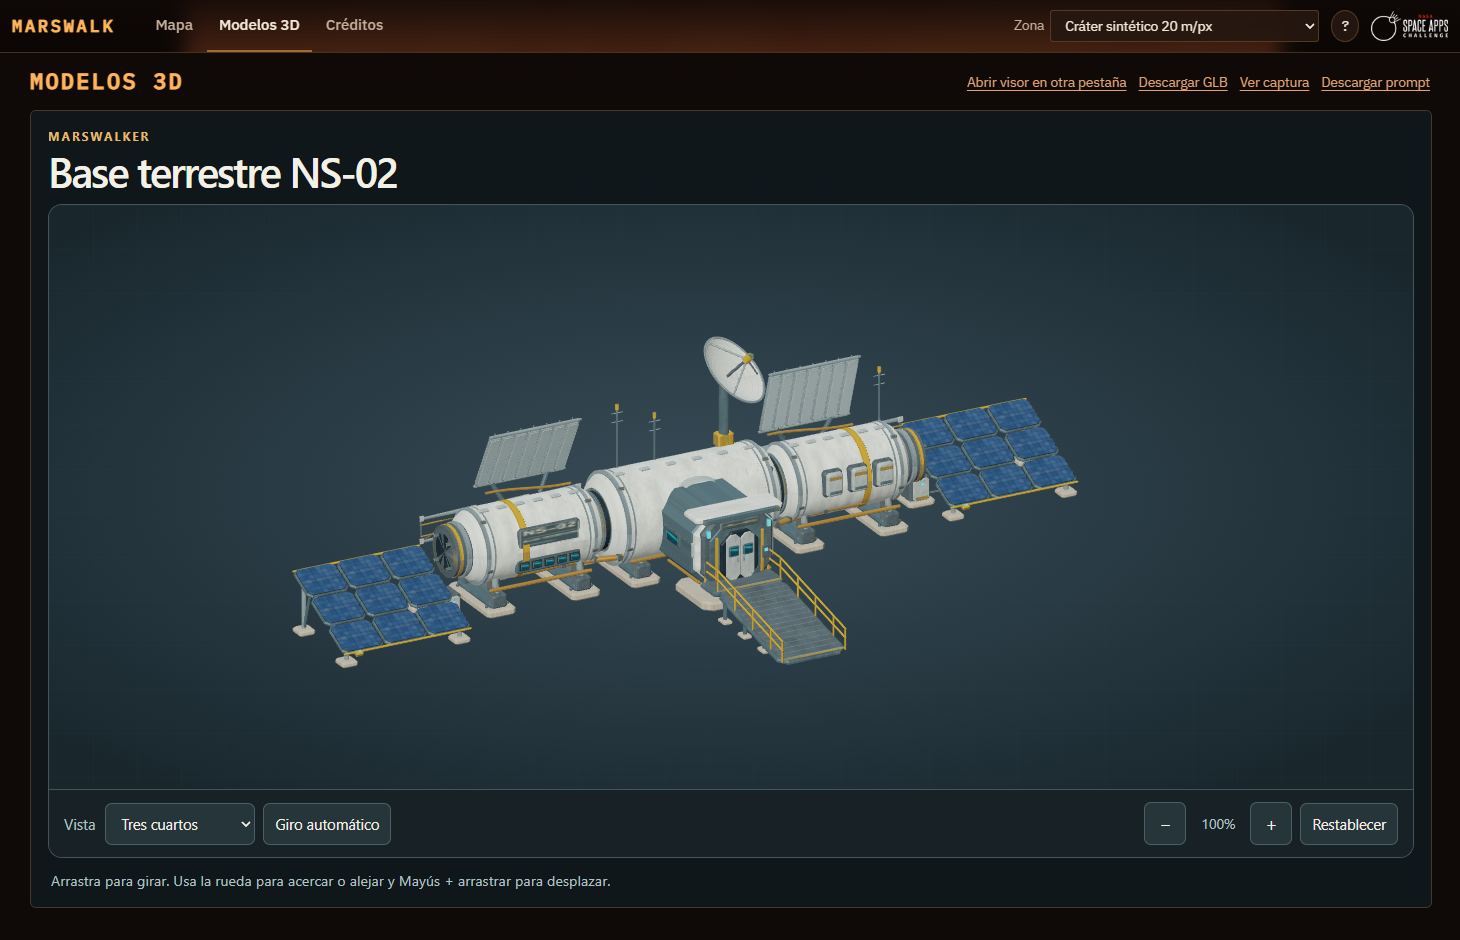 MARSWALK
Mapa
Modelos 3D
Créditos
Zona
Cráter sintético 20 m/px
?
SPACE APPS
CHALLENGE
MODELOS 3D
Abrir visor en otra pestaña
Descargar GLB
Ver captura
Descargar prompt
MARSWALKER
Base terrestre NS-02
Vista
Tres cuartos
Giro automático
−
100%
+
Restablecer
Arrastra para girar. Usa la rueda para acercar o alejar y Mayús + arrastrar para desplazar.